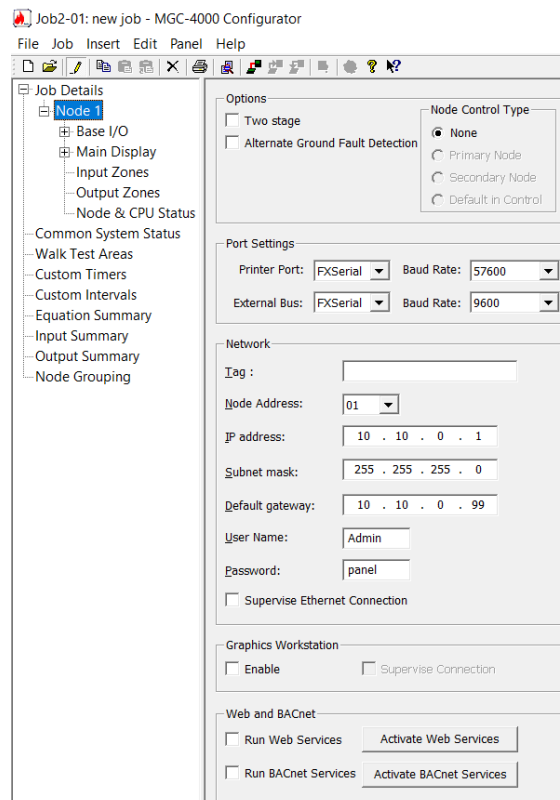 Job2-01: new job - MGC-4000 Configurator
File Job Insert Edit Panel Help
Job Details
Node 1
Base I/O
Main Display
Input Zones
Output Zones
Node & CPU Status
Common System Status
Walk Test Areas
Custom Timers
Custom Intervals
Equation Summary
Input Summary
Output Summary
Node Grouping
Options
Two stage
Alternate Ground Fault Detection
Node Control Type
None
Primary Node
Secondary Node
Default in Control
Port Settings
Printer Port: FXSerial Baud Rate: 57600
External Bus: FXSerial Baud Rate: 9600
Network
Tag :
Node Address: 01
IP address: 10 . 10 . 0 . 1
Subnet mask: 255 . 255 . 255 . 0
Default gateway: 10 . 10 . 0 . 99
User Name: Admin
Password: panel
Supervise Ethernet Connection
Graphics Workstation
Enable Supervise Connection
Web and BACnet
Run Web Services Activate Web Services
Run BACnet Services Activate BACnet Services